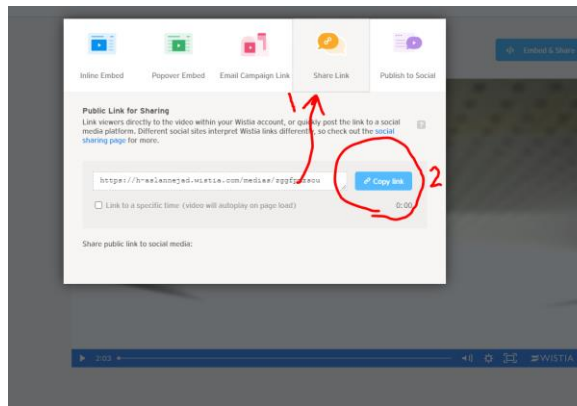 Embed & Share
Inline Embed
Popover Embed
Email Campaign Link
Share Link
Publish to Social
1
Public Link for Sharing
Link viewers directly to the video within your Wistia account, or quickly post the link to a social
media platform. Different social sites interpret Wistia links differently, so check out the social
sharing page for more.
Copy link
2
Link to a specific time (video will autoplay on page load)
0:00
Share public link to social media:
2:03
WISTIA